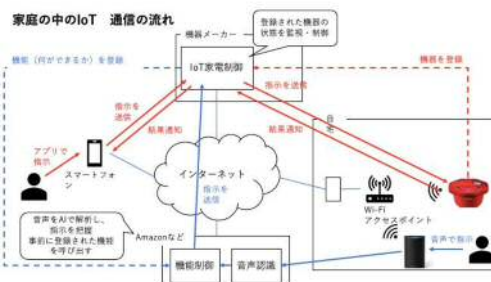 家庭の中のIoT 通信の流れ
登録された機器の
状態を監視・制御
機器メーカー
機能（何ができるか）を登録
IoT家電制御
機器を登録
指示を送信
指示を
送信
結果通知
結果通知
自
宅
アプリで
指示
スマートフォ
ン
インターネット
指示を
送信
Wi-Fi
アクセスポイント
音声をAIで解析し、
指示を把握
事前に登録された機能
を呼び出す
Amazonなど
音声で指示
機能制御
音声認識